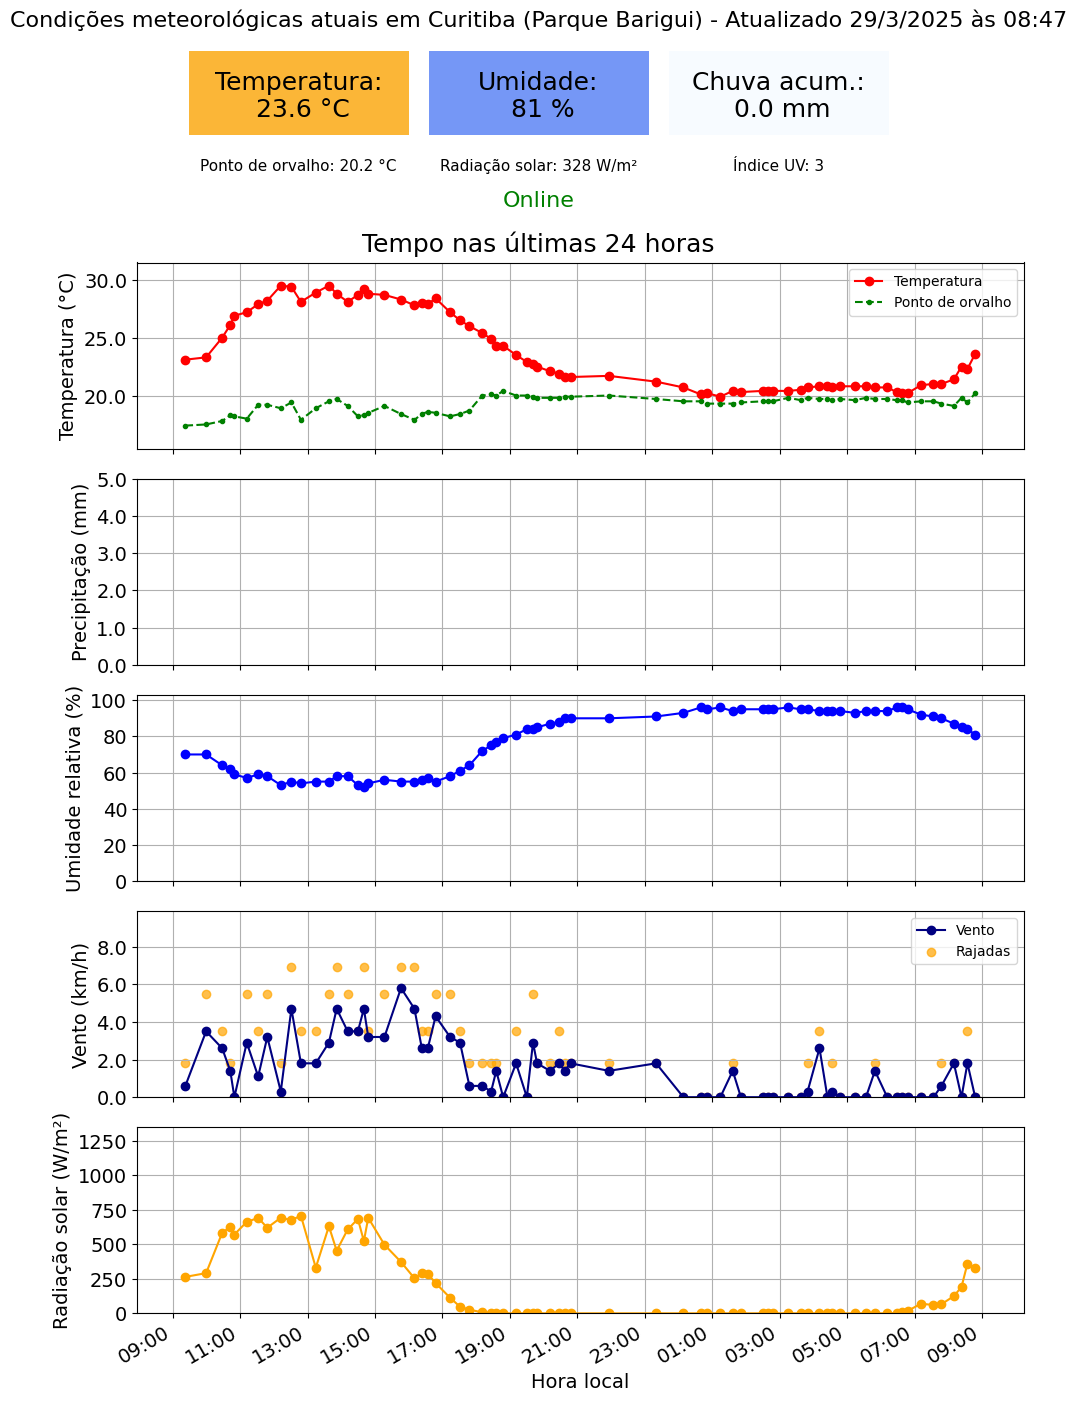 Condições meteorológicas atuais em Curitiba (Parque Barigui) - Atualizado 29/3/2025 às 08:47
Temperatura:
23.6 °C
Umidade:
81 %
Chuva acum.:
0.0 mm
Ponto de orvalho: 20.2 °C
Radiação solar: 328 W/m²
Índice UV: 3
Online
Tempo nas últimas 24 horas
Temperatura (°C)
30.0
25.0
20.0
Temperatura
Ponto de orvalho
Precipitação (mm)
5.0
4.0
3.0
2.0
1.0
0.0
Umidade relativa (%)
100
80
60
40
20
0
Vento (km/h)
8.0
6.0
4.0
2.0
0.0
Vento
Rajadas
Radiação solar (W/m²)
1250
1000
750
500
250
0
09:00
11:00
13:00
15:00
17:00
19:00
21:00
23:00
01:00
03:00
05:00
07:00
09:00
Hora local